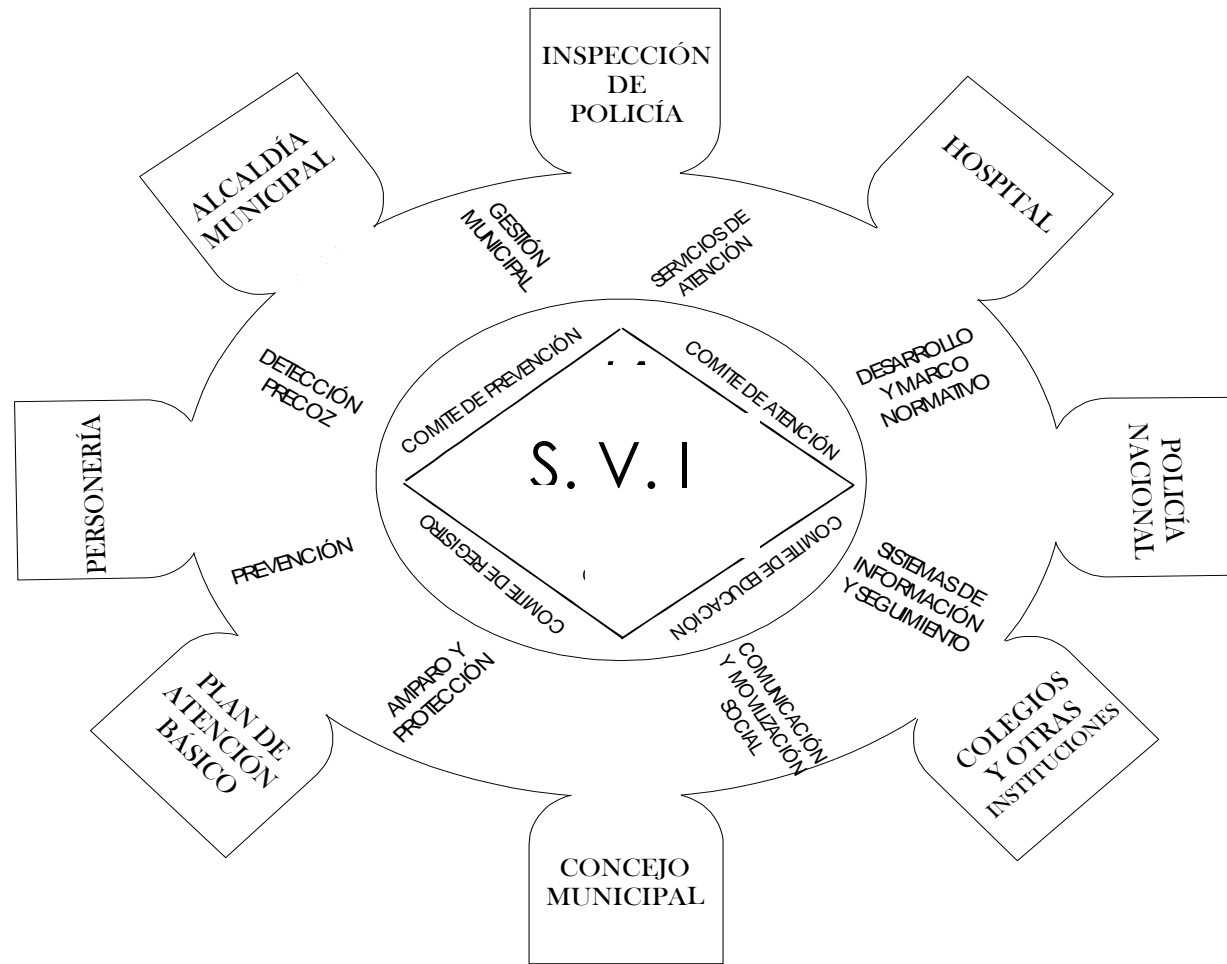 INSPECCIÓN
DE
POLICÍA
ALCALDÍA
MUNICIPAL
HOSPITAL
GESTIÓN
MUNICIPAL
SERVICIOS DE
ATENCIÓN
DETECCIÓN
PRECOZ
DESARROLLO
Y MARCO
NORMATIVO
COMITE DE PREVENCIÓN
COMITE DE ATENCIÓN
PERSONERÍA
S. V. I
POLICÍA
NACIONAL
COMITE DE REGISTRO
COMITE DE EDUCACIÓN
PREVENCIÓN
SISTEMAS DE
INFORMACIÓN
Y SEGUIMIENTO
AMPARO Y
PROTECCIÓN
COMUNICACIÓN
Y MOVILIZACIÓN
SOCIAL
PLAN DE
ATENCIÓN
BÁSICO
COLEGIOS
Y OTRAS
INSTITUCIONES
CONCEJO
MUNICIPAL